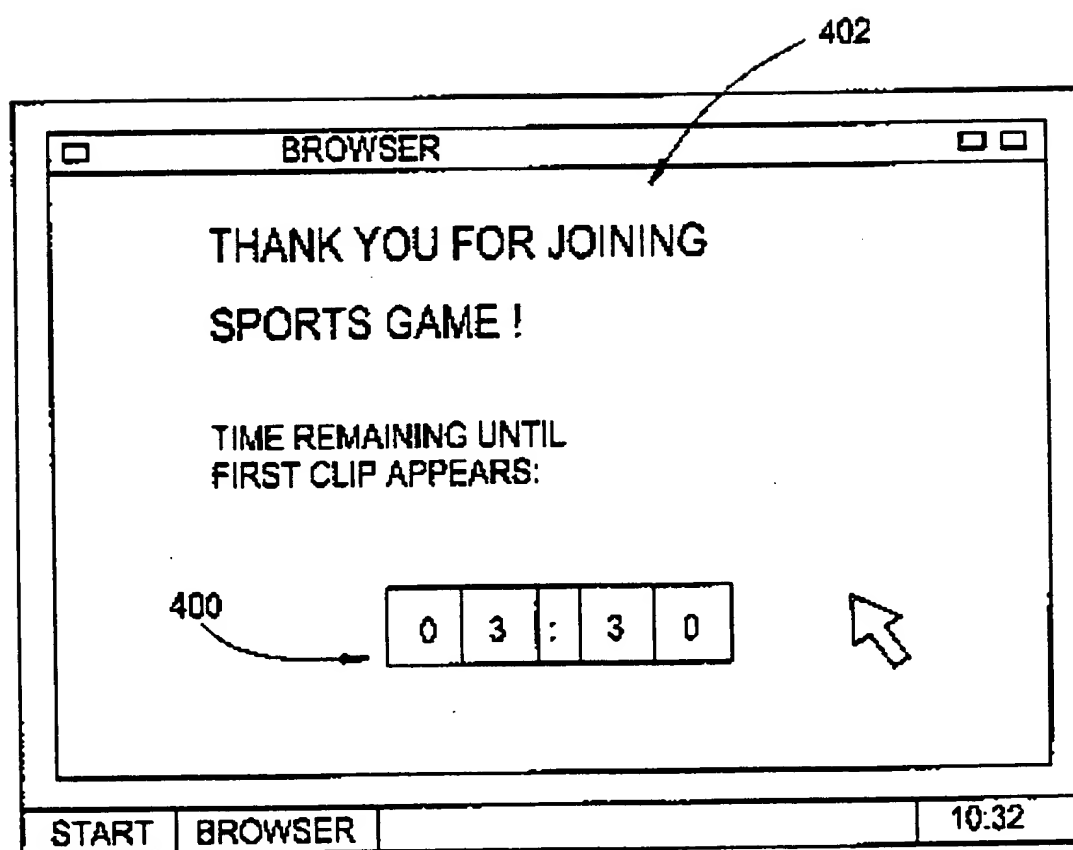 402
BROWSER
THANK YOU FOR JOINING
SPORTS GAME !
TIME REMAINING UNTIL
FIRST CLIP APPEARS:
400
0 3 : 3 0
START BROWSER 10:32